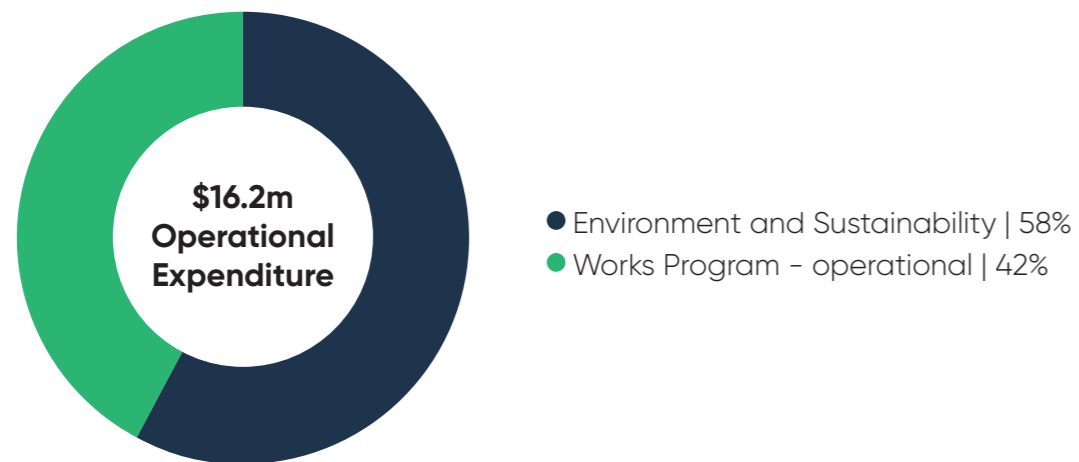 $16.2m
Operational
Expenditure
Environment and Sustainability | 58%
Works Program - operational | 42%